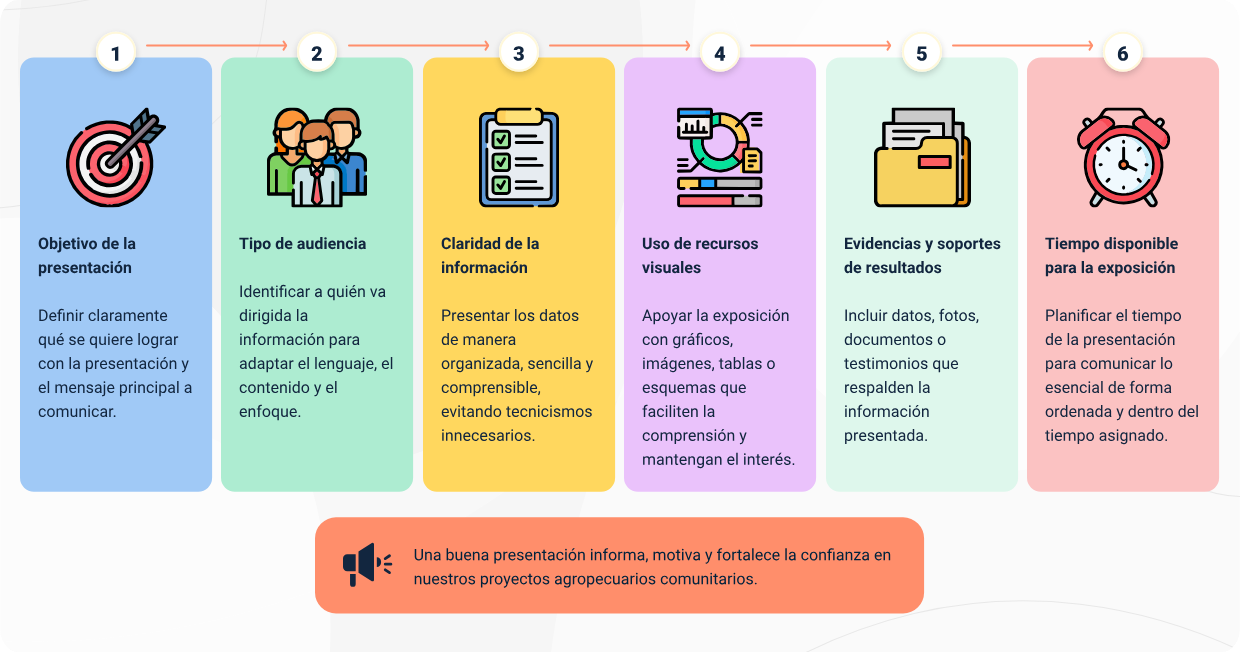 1
2
3
4
5
6
Objetivo de la
presentación
Definir claramente
qué se quiere lograr
con la presentación y
el mensaje principal a
comunicar.
Tipo de audiencia
Identificar a quién va
dirigida la
información para
adaptar el lenguaje, el
contenido y el
enfoque.
Claridad de la
información
Presentar los datos
de manera
organizada, sencilla y
comprensible,
evitando tecnicismos
innecesarios.
Uso de recursos
visuales
Apoyar la exposición
con gráficos,
imágenes, tablas o
esquemas que
faciliten la
comprensión y
mantengan el interés.
Evidencias y soportes
de resultados
Incluir datos, fotos,
documentos o
testimonios que
respalden la
información
presentada.
Tiempo disponible
para la exposición
Planificar el tiempo
de la presentación
para comunicar lo
esencial de forma
ordenada y dentro del
tiempo asignado.
Una buena presentación informa, motiva y fortalece la confianza en
nuestros proyectos agropecuarios comunitarios.